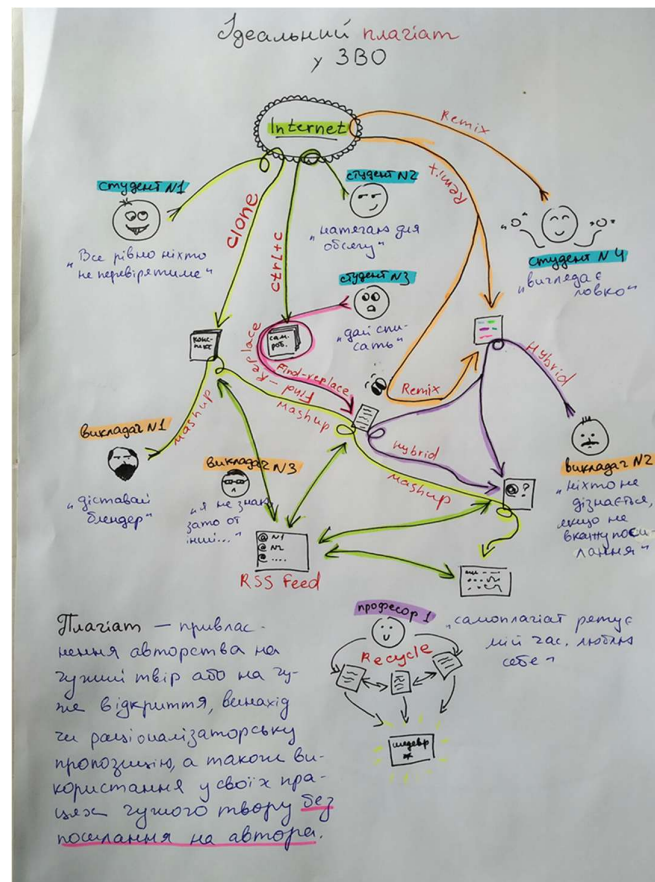 Ідеальний плагіат
у ЗВО
Internet
Remix
Remix
студент N1
"Все рівно ніхто
не перевірятиме"
clone
ctrl+c
студент N2
"натягаю для
обсягу"
студент N3
"дай спи-
сать"
студент N4
"виглядає
ловко"
конс-
пект
сам.
роб.
Replace
Find-replace
Find -
Remix
Hybrid
викладач N1
Mashup
"діставай
блендер"
викладач N3
"я не знаю
зато от
інші..."
Mashup
Hybrid
Mashup
@ ?
викладач N2
"ніхто не
дізнається,
якщо не
вкажу поси-
лання"
@ N1
@ N2
@ ....
RSS Feed
професор 1
"самоплагіат рятує
мій час, люблю
себе"
Recycle
шедевр
Плагіат — привлас-
нення авторства на
чужий твір або на чу-
же відкриття, винахід
чи раціоналізаторську
пропозицію, а також ви-
користання у своїх пра-
цях чужого твору без
посилання на автора.